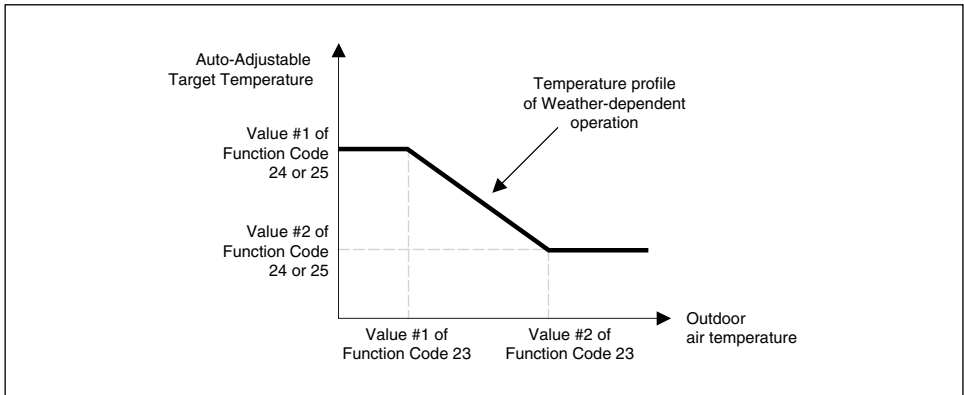 Auto-Adjustable
Target Temperature
Temperature profile
of Weather-dependent
operation
Value #1 of
Function Code
24 or 25
Value #2 of
Function Code
24 or 25
Outdoor
air temperature
Value #1 of
Function Code 23
Value #2 of
Function Code 23